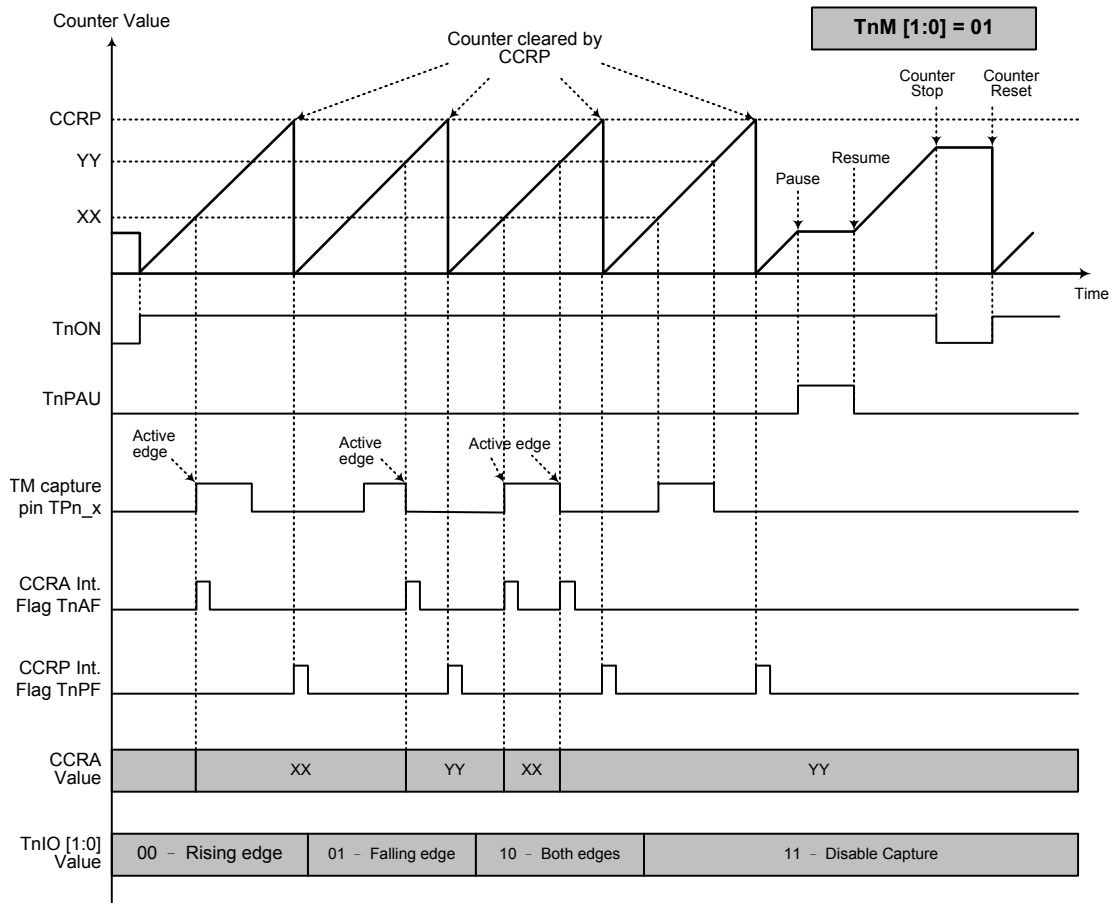 Counter Value
TnM [1:0] = 01
Counter cleared by
CCRP
Counter
Stop
Counter
Reset
CCRP
YY
Resume
Pause
XX
Time
TnON
TnPAU
Active
edge
Active
edge
Active edge
TM capture
pin TPn_x
CCRA Int.
Flag TnAF
CCRP Int.
Flag TnPF
CCRA
Value
XX
YY
XX
YY
TnIO [1:0]
Value
00 – Rising edge
01 – Falling edge
10 – Both edges
11 – Disable Capture